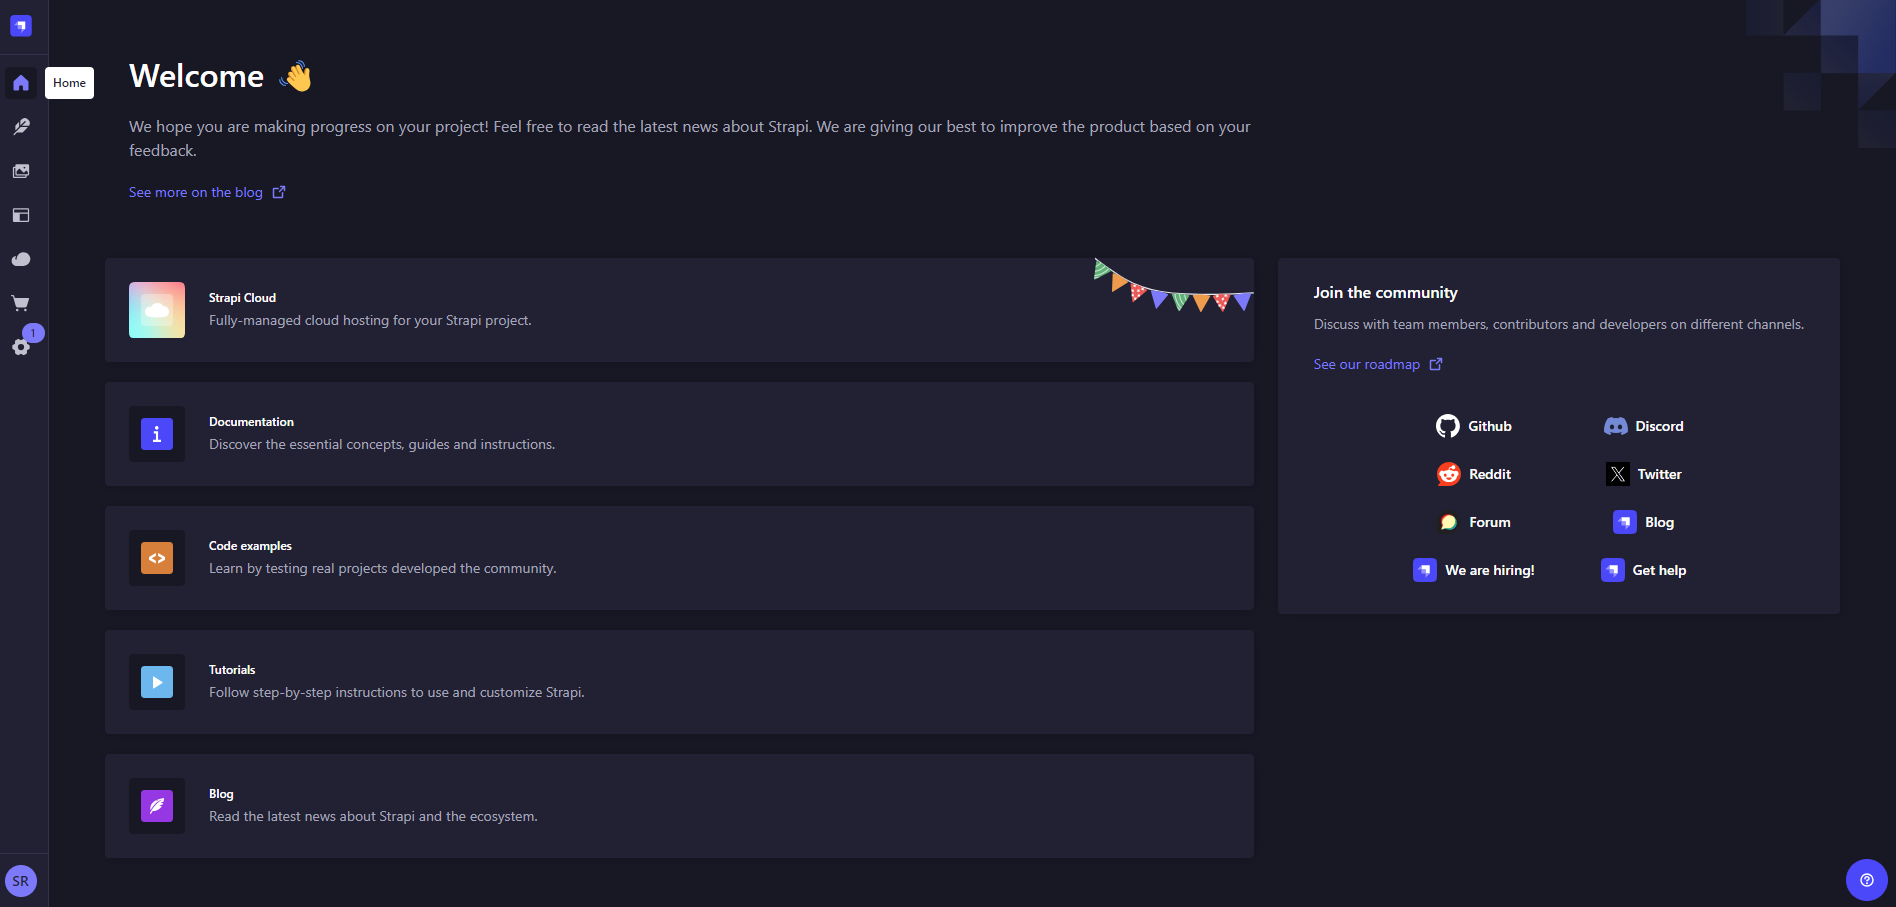 Home
Welcome
We hope you are making progress on your project! Feel free to read the latest news about Strapi. We are giving our best to improve the product based on your
feedback.
See more on the blog
1
Strapi Cloud
Fully-managed cloud hosting for your Strapi project.
Documentation
Discover the essential concepts, guides and instructions.
Code examples
Learn by testing real projects developed the community.
Tutorials
Follow step-by-step instructions to use and customize Strapi.
Blog
Read the latest news about Strapi and the ecosystem.
Join the community
Discuss with team members, contributors and developers on different channels.
See our roadmap
Github
Discord
Reddit
Twitter
Forum
Blog
We are hiring!
Get help
SR